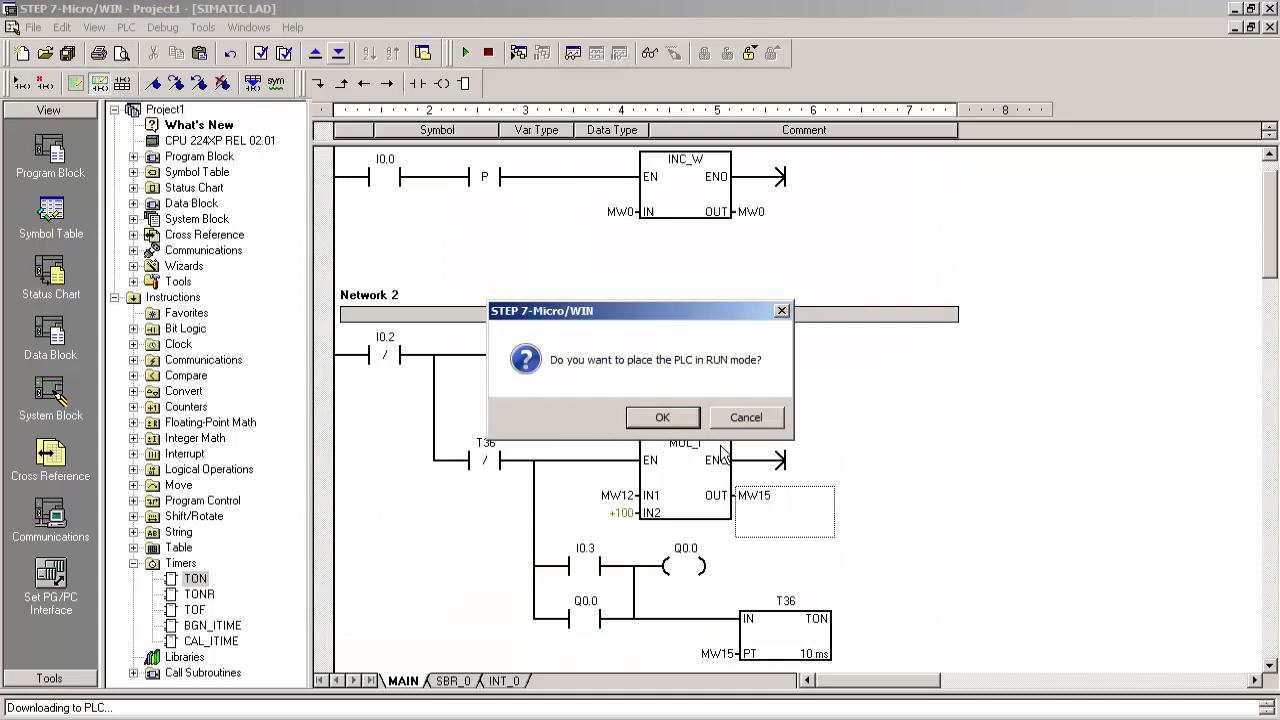 STEP 7-Micro/WIN - Project1 - [SIMATIC LAD]
File Edit View PLC Debug Tools Windows Help
sym
View
Program Block
Symbol Table
Status Chart
Data Block
System Block
Cross Reference
Communications
Set PG/PC
Interface
Tools
Project1
What's New
CPU 224XP REL 02.01
Program Block
Symbol Table
Status Chart
Data Block
System Block
Cross Reference
Communications
Wizards
Tools
Instructions
Favorites
Bit Logic
Clock
Communications
Compare
Convert
Counters
Floating-Point Math
Integer Math
Interrupt
Logical Operations
Move
Program Control
Shift/Rotate
String
Table
Timers
TON
TONR
TOF
BGN_ITIME
CAL_ITIME
Libraries
Call Subroutines
2 3 4 5 6 7 8
Symbol Var Type Data Type Comment
I0.0 INC_W
P EN ENO
MW0 IN OUT MW0
Network 2
I0.2
/
STEP 7-Micro/WIN
Do you want to place the PLC in RUN mode?
OK Cancel
T36
/ EN ENO
MW12 IN1 OUT MW15
+100 IN2
I0.3 Q0.0
Q0.0 T36
IN TON
MW15 PT 10 ms
MAIN SBR_0 INT_0
Downloading to PLC...